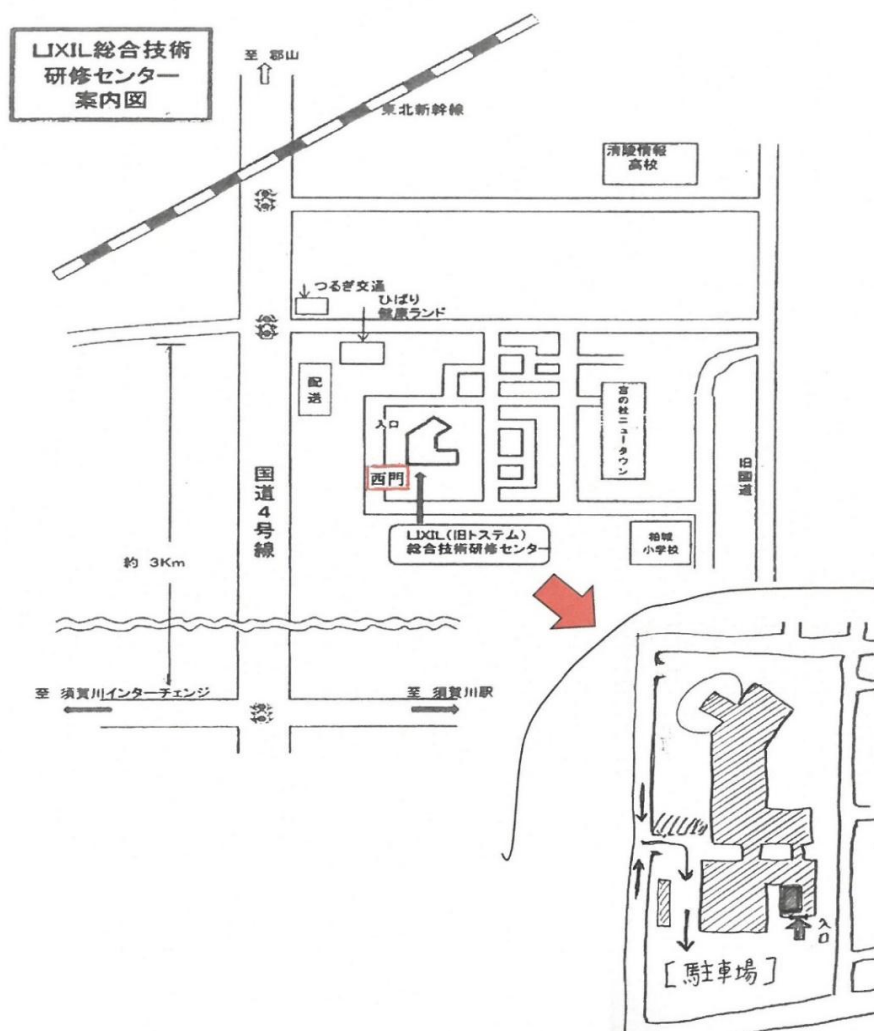 LIXIL総合技術
研修センター
案内図
至 郡山
東北新幹線
清陵情報
高校
つるぎ交通
ひばり
健康ランド
配送
入口
西門
宮の杜ニュータウン
旧国道
国道4号線
LIXIL(旧トステム)
総合技術研修センター
柏城
小学校
約 3Km
至 須賀川インターチェンジ
至 須賀川駅
入口
[駐車場]